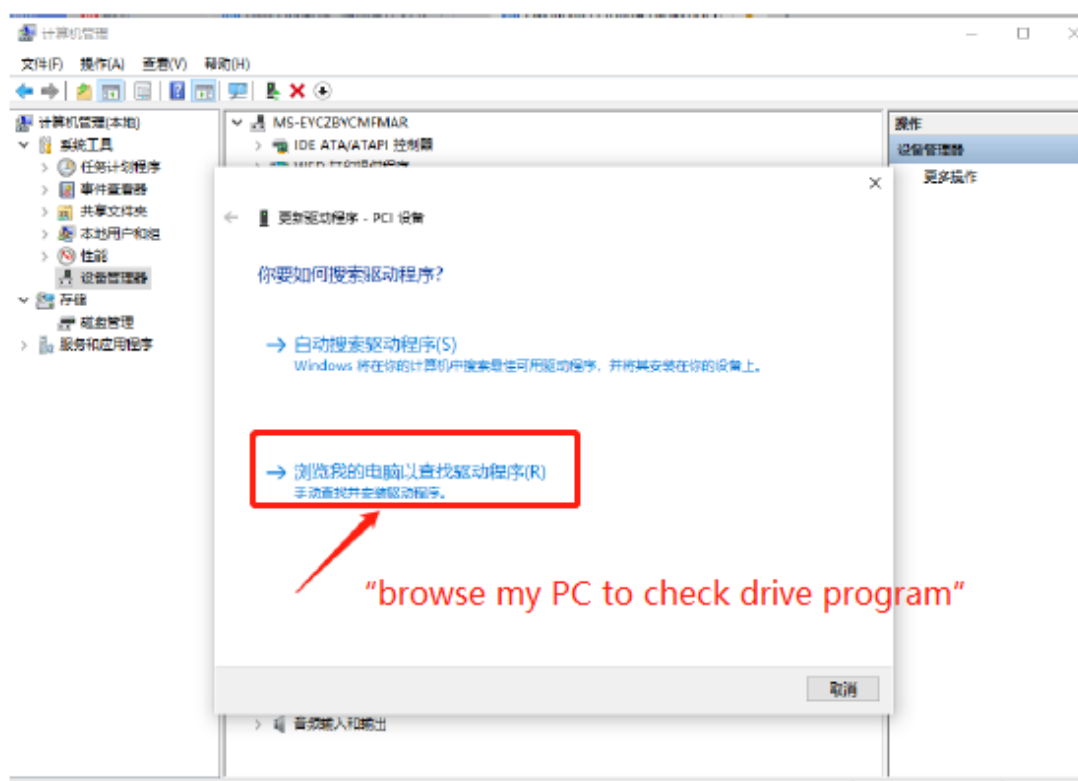 计算机管理
文件(F) 操作(A) 查看(V) 帮助(H)
计算机管理(本地)
系统工具
任务计划程序
事件查看器
共享文件夹
本地用户和组
性能
设备管理器
存储
磁盘管理
服务和应用程序
MS-EYCZBYCMFMAR
IDE ATA/ATAPI 控制器
操作
设备管理器
更多操作
更新驱动程序 - PCI 设备
你要如何搜索驱动程序?
自动搜索驱动程序(S)
Windows 将在你的计算机中搜索最佳可用驱动程序，并将其安装在你的设备上。
浏览我的电脑以查找驱动程序(R)
手动查找并安装驱动程序。
“browse my PC to check drive program”
取消
音频输入和输出